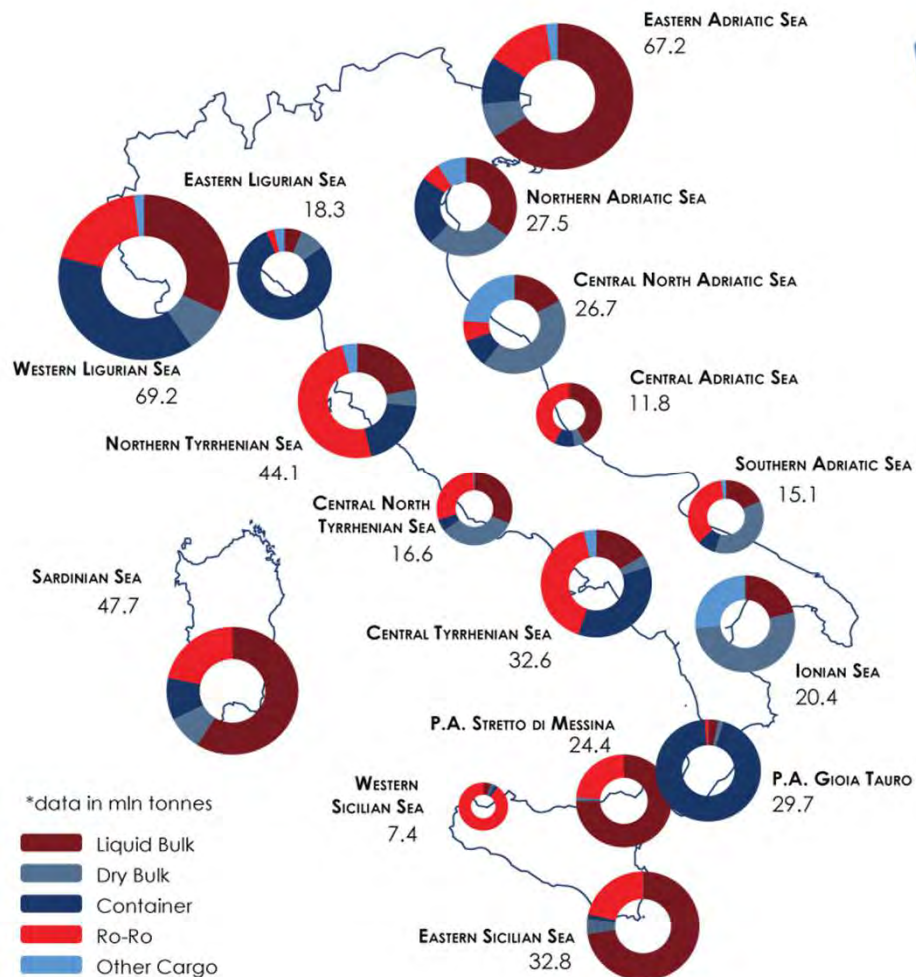 EASTERN ADRIATIC SEA
67.2
EASTERN LIGURIAN SEA
18.3
NORTHERN ADRIATIC SEA
27.5
CENTRAL NORTH ADRIATIC SEA
26.7
WESTERN LIGURIAN SEA
69.2
CENTRAL ADRIATIC SEA
11.8
NORTHERN TYRRHENIAN SEA
44.1
SOUTHERN ADRIATIC SEA
15.1
CENTRAL NORTH
TYRRHENIAN SEA
16.6
SARDINIAN SEA
47.7
CENTRAL TYRRHENIAN SEA
32.6
IONIAN SEA
20.4
P.A. STRETTO DI MESSINA
24.4
WESTERN
SICILIAN SEA
7.4
P.A. GIOIA TAURO
29.7
*data in mln tonnes
Liquid Bulk
Dry Bulk
Container
Ro-Ro
Other Cargo
EASTERN SICILIAN SEA
32.8